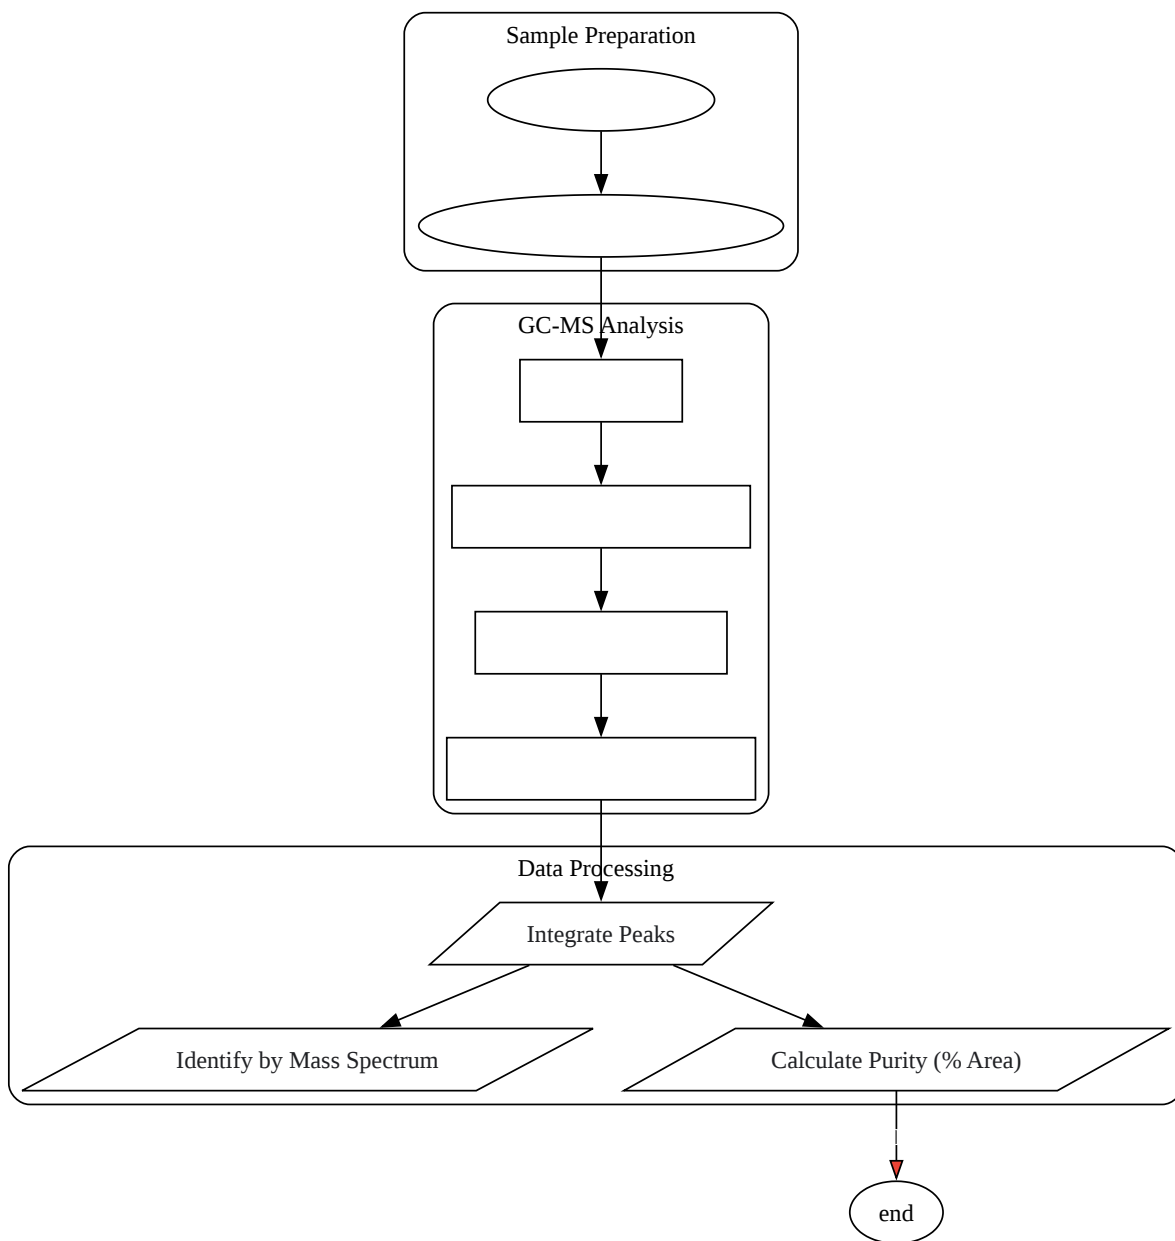 Sample Preparation
GC-MS Analysis
Data Processing
Integrate Peaks
Identify by Mass Spectrum
Calculate Purity (% Area)
end